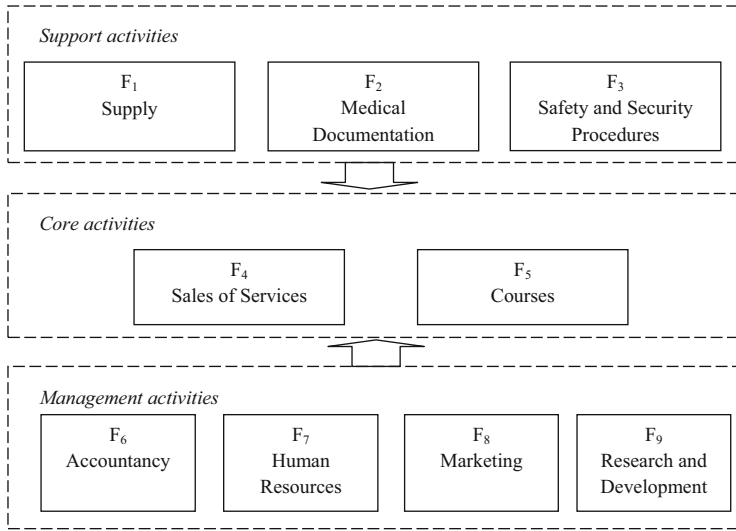 Support activities
F₁
Supply
F₂
Medical
Documentation
F₃
Safety and Security
Procedures
Core activities
F₄
Sales of Services
F₅
Courses
Management activities
F₆
Accountancy
F₇
Human
Resources
F₈
Marketing
F₉
Research and
Development